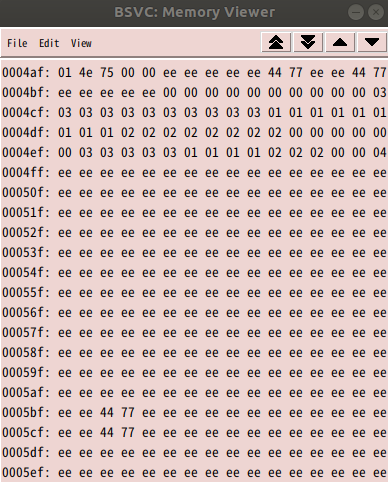 BSVC: Memory Viewer
File Edit View
0004af: 01 4e 75 00 00 ee ee ee ee ee 44 77 ee ee 44 77
0004bf: ee ee ee ee ee 00 00 00 00 00 00 00 00 00 00 03
0004cf: 03 03 03 03 03 03 03 03 03 03 01 01 01 01 01 01
0004df: 01 01 01 02 02 02 02 02 02 02 02 00 00 00 00 00
0004ef: 00 03 03 03 03 03 01 01 01 01 02 02 02 00 00 04
0004ff: ee ee ee ee ee ee ee ee ee ee ee ee ee ee ee ee
00050f: ee ee ee ee ee ee ee ee ee ee ee ee ee ee ee ee
00051f: ee ee ee ee ee ee ee ee ee ee ee ee ee ee ee ee
00052f: ee ee ee ee ee ee ee ee ee ee ee ee ee ee ee ee
00053f: ee ee ee ee ee ee ee ee ee ee ee ee ee ee ee ee
00054f: ee ee ee ee ee ee ee ee ee ee ee ee ee ee ee ee
00055f: ee ee ee ee ee ee ee ee ee ee ee ee ee ee ee ee
00056f: ee ee ee ee ee ee ee ee ee ee ee ee ee ee ee ee
00057f: ee ee ee ee ee ee ee ee ee ee ee ee ee ee ee ee
00058f: ee ee ee ee ee ee ee ee ee ee ee ee ee ee ee ee
00059f: ee ee ee ee ee ee ee ee ee ee ee ee ee ee ee ee
0005af: ee ee ee ee ee ee ee ee ee ee ee ee ee ee ee ee
0005bf: ee ee 44 77 ee ee ee ee ee ee ee ee ee ee ee ee
0005cf: ee ee 44 77 ee ee ee ee ee ee ee ee ee ee ee ee
0005df: ee ee ee ee ee ee ee ee ee ee ee ee ee ee ee ee
0005ef: ee ee ee ee ee ee ee ee ee ee ee ee ee ee ee ee